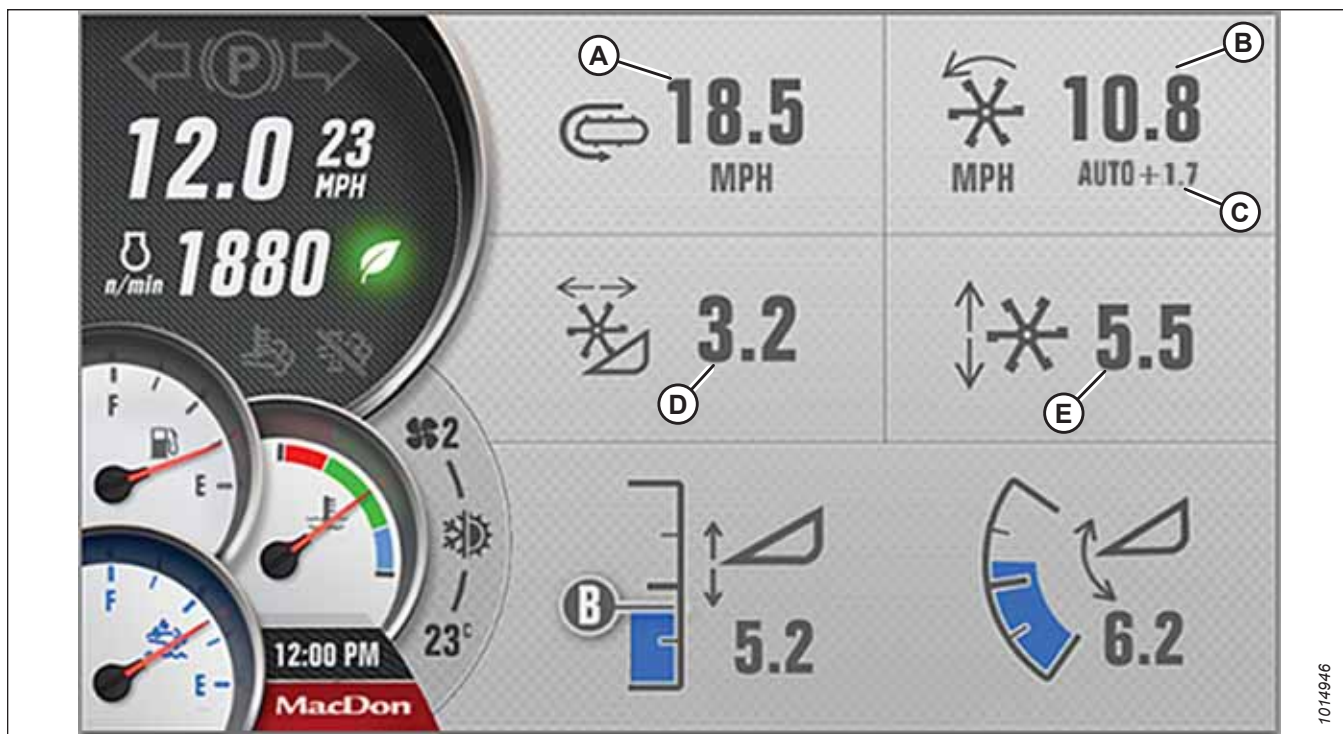 P
12.0 23 MPH
n/min 1880
F
E
F
E
2
23°C
12:00 PM
MacDon
A
18.5
MPH
B
10.8
MPH AUTO+1.7
C
3.2
D
5.5
E
B
5.2
6.2
1014946